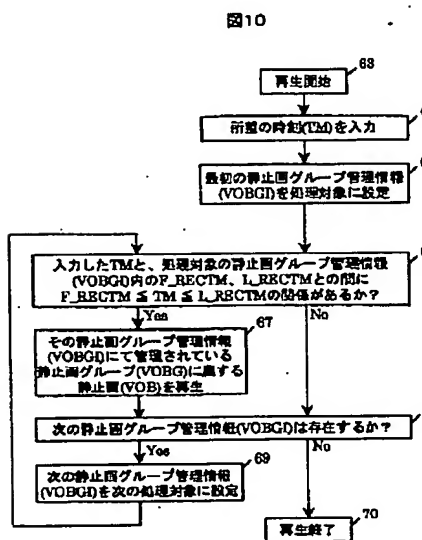 図10
63
再生開始
所望の時刻(TM)を入力
最初の静止画グループ管理情報
(VOBGI)を処理対象に設定
入力したTMと、処理対象の静止画グループ管理情報
(VOBGI)内のF_RECTM、L_RECTMとの間に
F_RECTM ≦ TM ≦ L_RECTMの関係があるか？
Yes
No
67
その静止画グループ管理情報
(VOBGI)にて管理されている
静止画グループ(VOBG)に属する
静止画(VOB)を再生
次の静止画グループ管理情報(VOBGI)は存在するか？
Yes
No
69
次の静止画グループ管理情報
(VOBGI)を次の処理対象に設定
70
再生終了